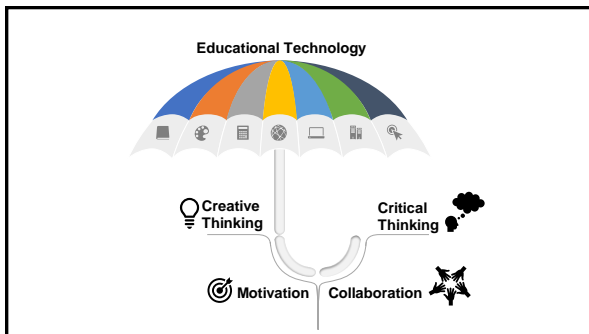 Educational Technology
Creative
Thinking
Critical
Thinking
Motivation
Collaboration